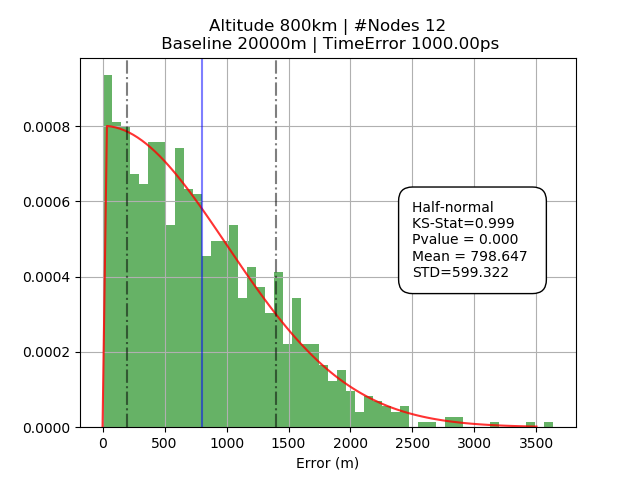 Altitude 800km | #Nodes 12
Baseline 20000m | TimeError 1000.00ps
0.0008
0.0006
0.0004
0.0002
0.0000
Half-normal
KS-Stat=0.999
Pvalue = 0.000
Mean = 798.647
STD=599.322
0 500 1000 1500 2000 2500 3000 3500
Error (m)